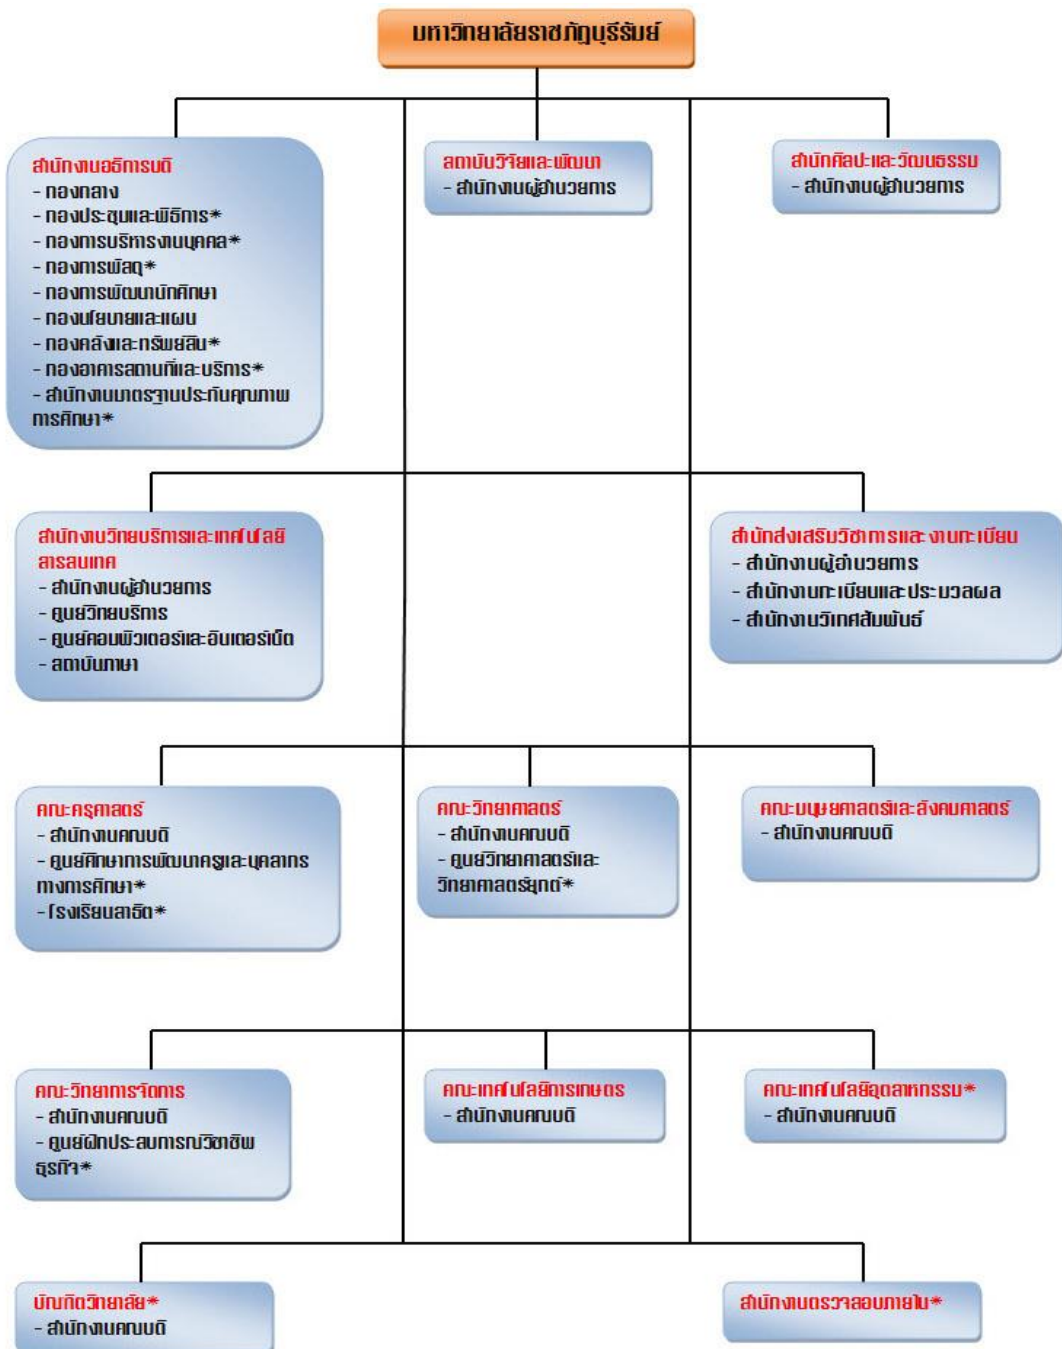 มหาวิทยาลัยราชภัฏบุรีรัมย์
สำนักงานอธิการบดี
- กองกลาง
- กองประชุมและพิธีการ*
- กองการบริหารงานบุคคล*
- กองการพัสดุ*
- กองการพัฒนานักศึกษา
- กองนโยบายและแผน
- กองคลังและทรัพย์สิน*
- กองอาคารสถานที่และบริการ*
- สำนักงานมาตรฐานประกันคุณภาพ
การศึกษา*
สถาบันวิจัยและพัฒนา
- สำนักงานผู้อำนวยการ
สำนักศิลปะและวัฒนธรรม
- สำนักงานผู้อำนวยการ
สำนักงานวิทยบริการและเทคโนโลยี
สารสนเทศ
- สำนักงานผู้อำนวยการ
- ศูนย์วิทยบริการ
- ศูนย์คอมพิวเตอร์และอินเตอร์เน็ต
- สถาบันภาษา
สำนักส่งเสริมวิชาการและงานทะเบียน
- สำนักงานผู้อำนวยการ
- สำนักงานทะเบียนและประมวลผล
- สำนักงานวิเทศสัมพันธ์
คณะครุศาสตร์
- สำนักงานคณบดี
- ศูนย์ศึกษาการพัฒนาครูและบุคลากร
ทางการศึกษา*
- โรงเรียนสาธิต*
คณะวิทยาศาสตร์
- สำนักงานคณบดี
- ศูนย์วิทยาศาสตร์และ
วิทยาศาสตร์ยุกต์*
คณะมนุษยศาสตร์และสังคมศาสตร์
- สำนักงานคณบดี
คณะวิทยาการจัดการ
- สำนักงานคณบดี
- ศูนย์ฝึกประสบการณ์วิชาชีพ
ธุรกิจ*
คณะเทคโนโลยีการเกษตร
- สำนักงานคณบดี
คณะเทคโนโลยีอุตสาหกรรม*
- สำนักงานคณบดี
บัณฑิตวิทยาลัย*
- สำนักงานคณบดี
สำนักงานตรวจสอบภายใน*